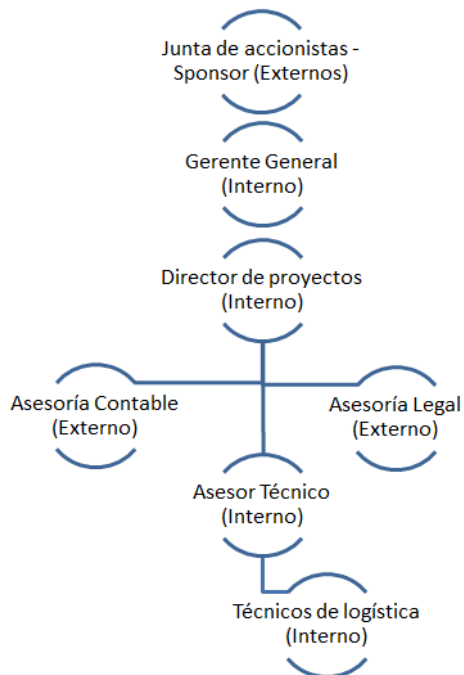 Junta de accionistas -
Sponsor (Externos)
Gerente General
(Interno)
Director de proyectos
(Interno)
Asesoría Contable
(Externo)
Asesoría Legal
(Externo)
Asesor Técnico
(Interno)
Técnicos de logística
(Interno)